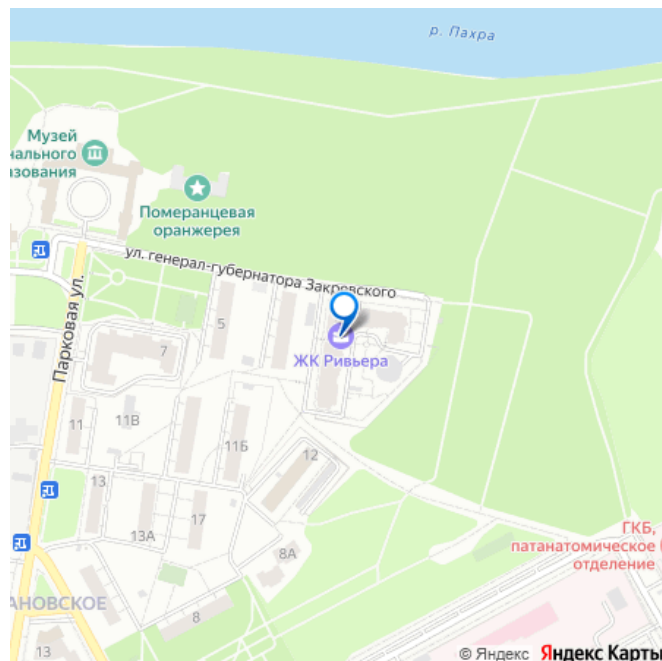 р. Пахра
Музей
нального
азования
Померанцевая
оранжерея
ул. генерал-губернатора Закревского
Парковая ул.
5
ЖК Ривьера
7
11
11В
11Б
12
13
17
13А
8А
ГКБ,
патанатомическое
отделение
АНОВСКОЕ
8
13
© Яндекс Яндекс Карты